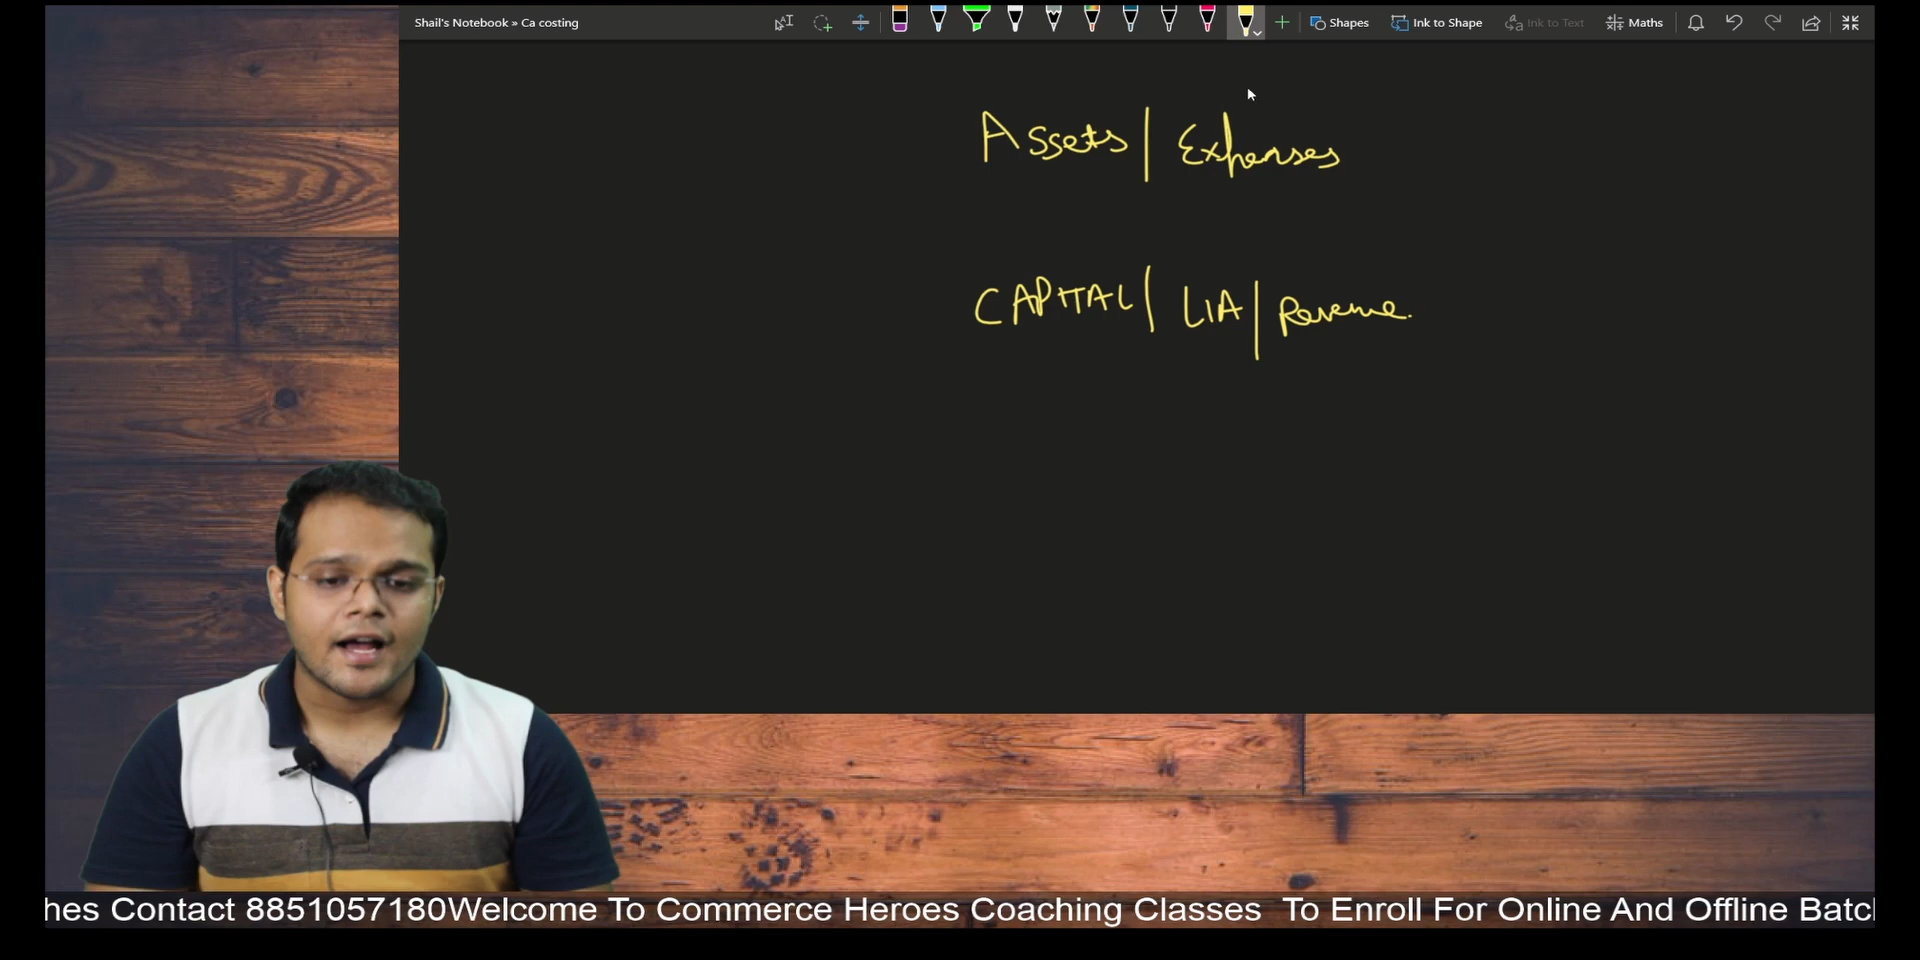 Shail's Notebook » Ca costing
Shapes Ink to Shape Ink to Text Maths
Assets | Expenses
CAPITAL | LIA | Revenue.
hes Contact 8851057180Welcome To Commerce Heroes Coaching Classes To Enroll For Online And Offline Batc